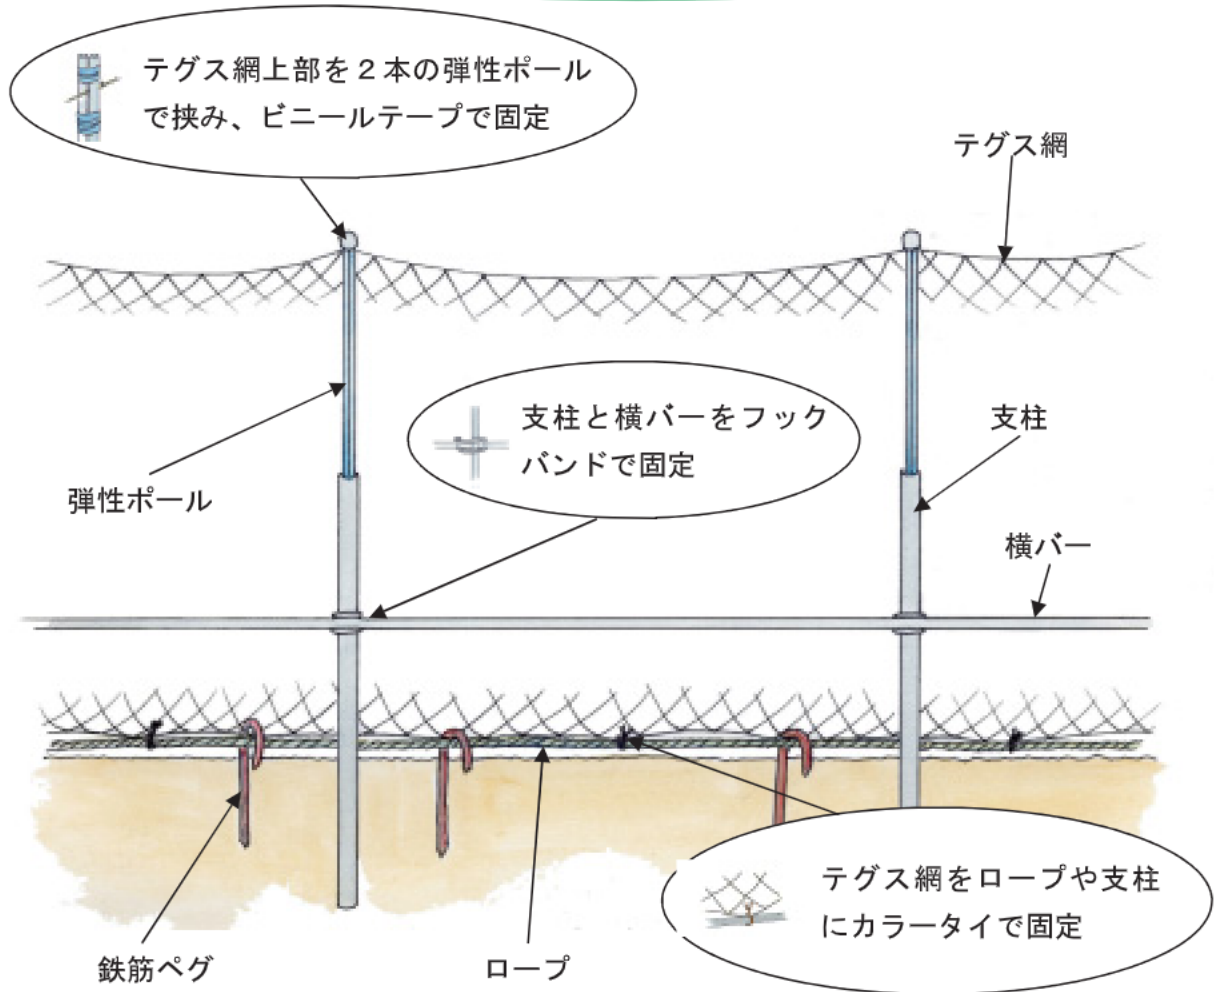 テグス網上部を２本の弾性ポール
で挟み、ビニールテープで固定
テグス網
支柱と横バーをフック
バンドで固定
支柱
弾性ポール
横バー
テグス網をロープや支柱
にカラータイで固定
鉄筋ペグ
ロープ